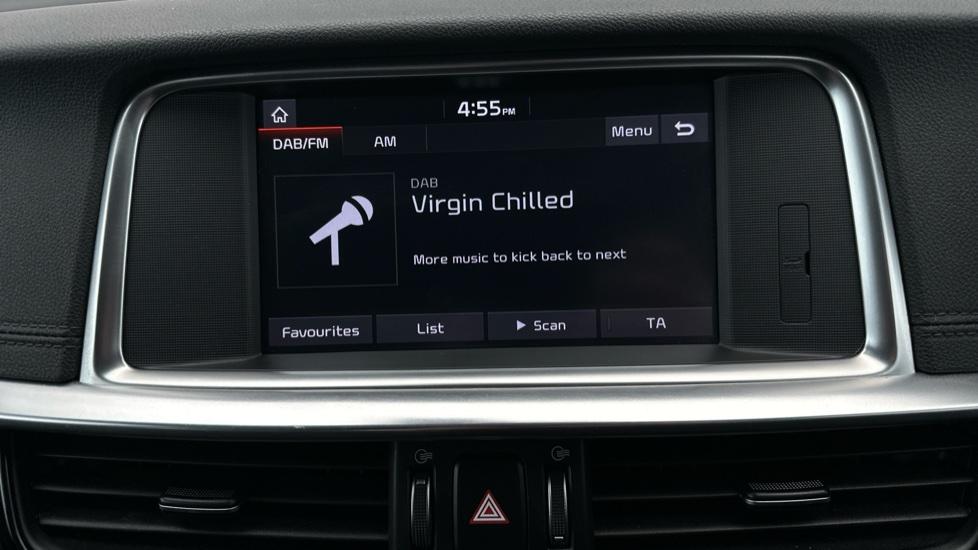 4:55PM
DAB/FM
AM
Menu
DAB
Virgin Chilled
More music to kick back to next
Favourites
List
Scan
TA